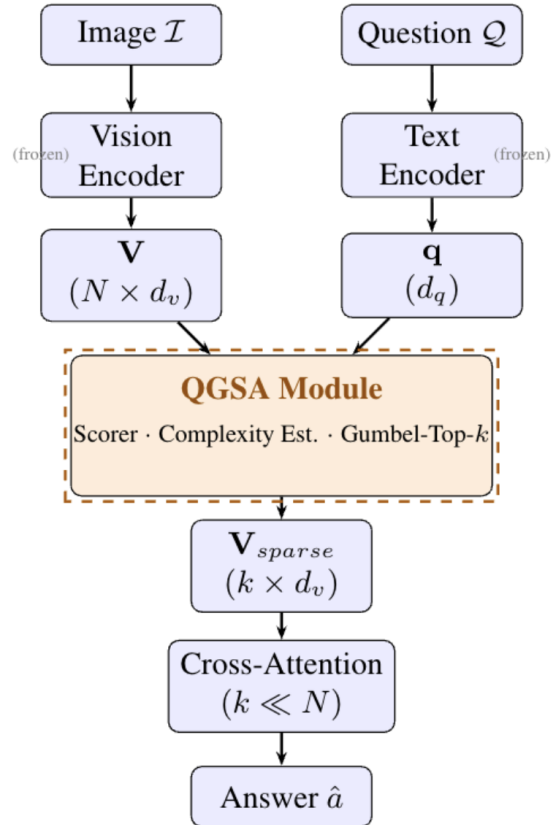 Image ℐ
Question 𝒬
(frozen)
Vision
Encoder
Text
Encoder
(frozen)
V
(N × d_v)
q
(d_q)
QGSA Module
Scorer · Complexity Est. · Gumbel-Top-k
V_sparse
(k × d_v)
Cross-Attention
(k ≪ N)
Answer â